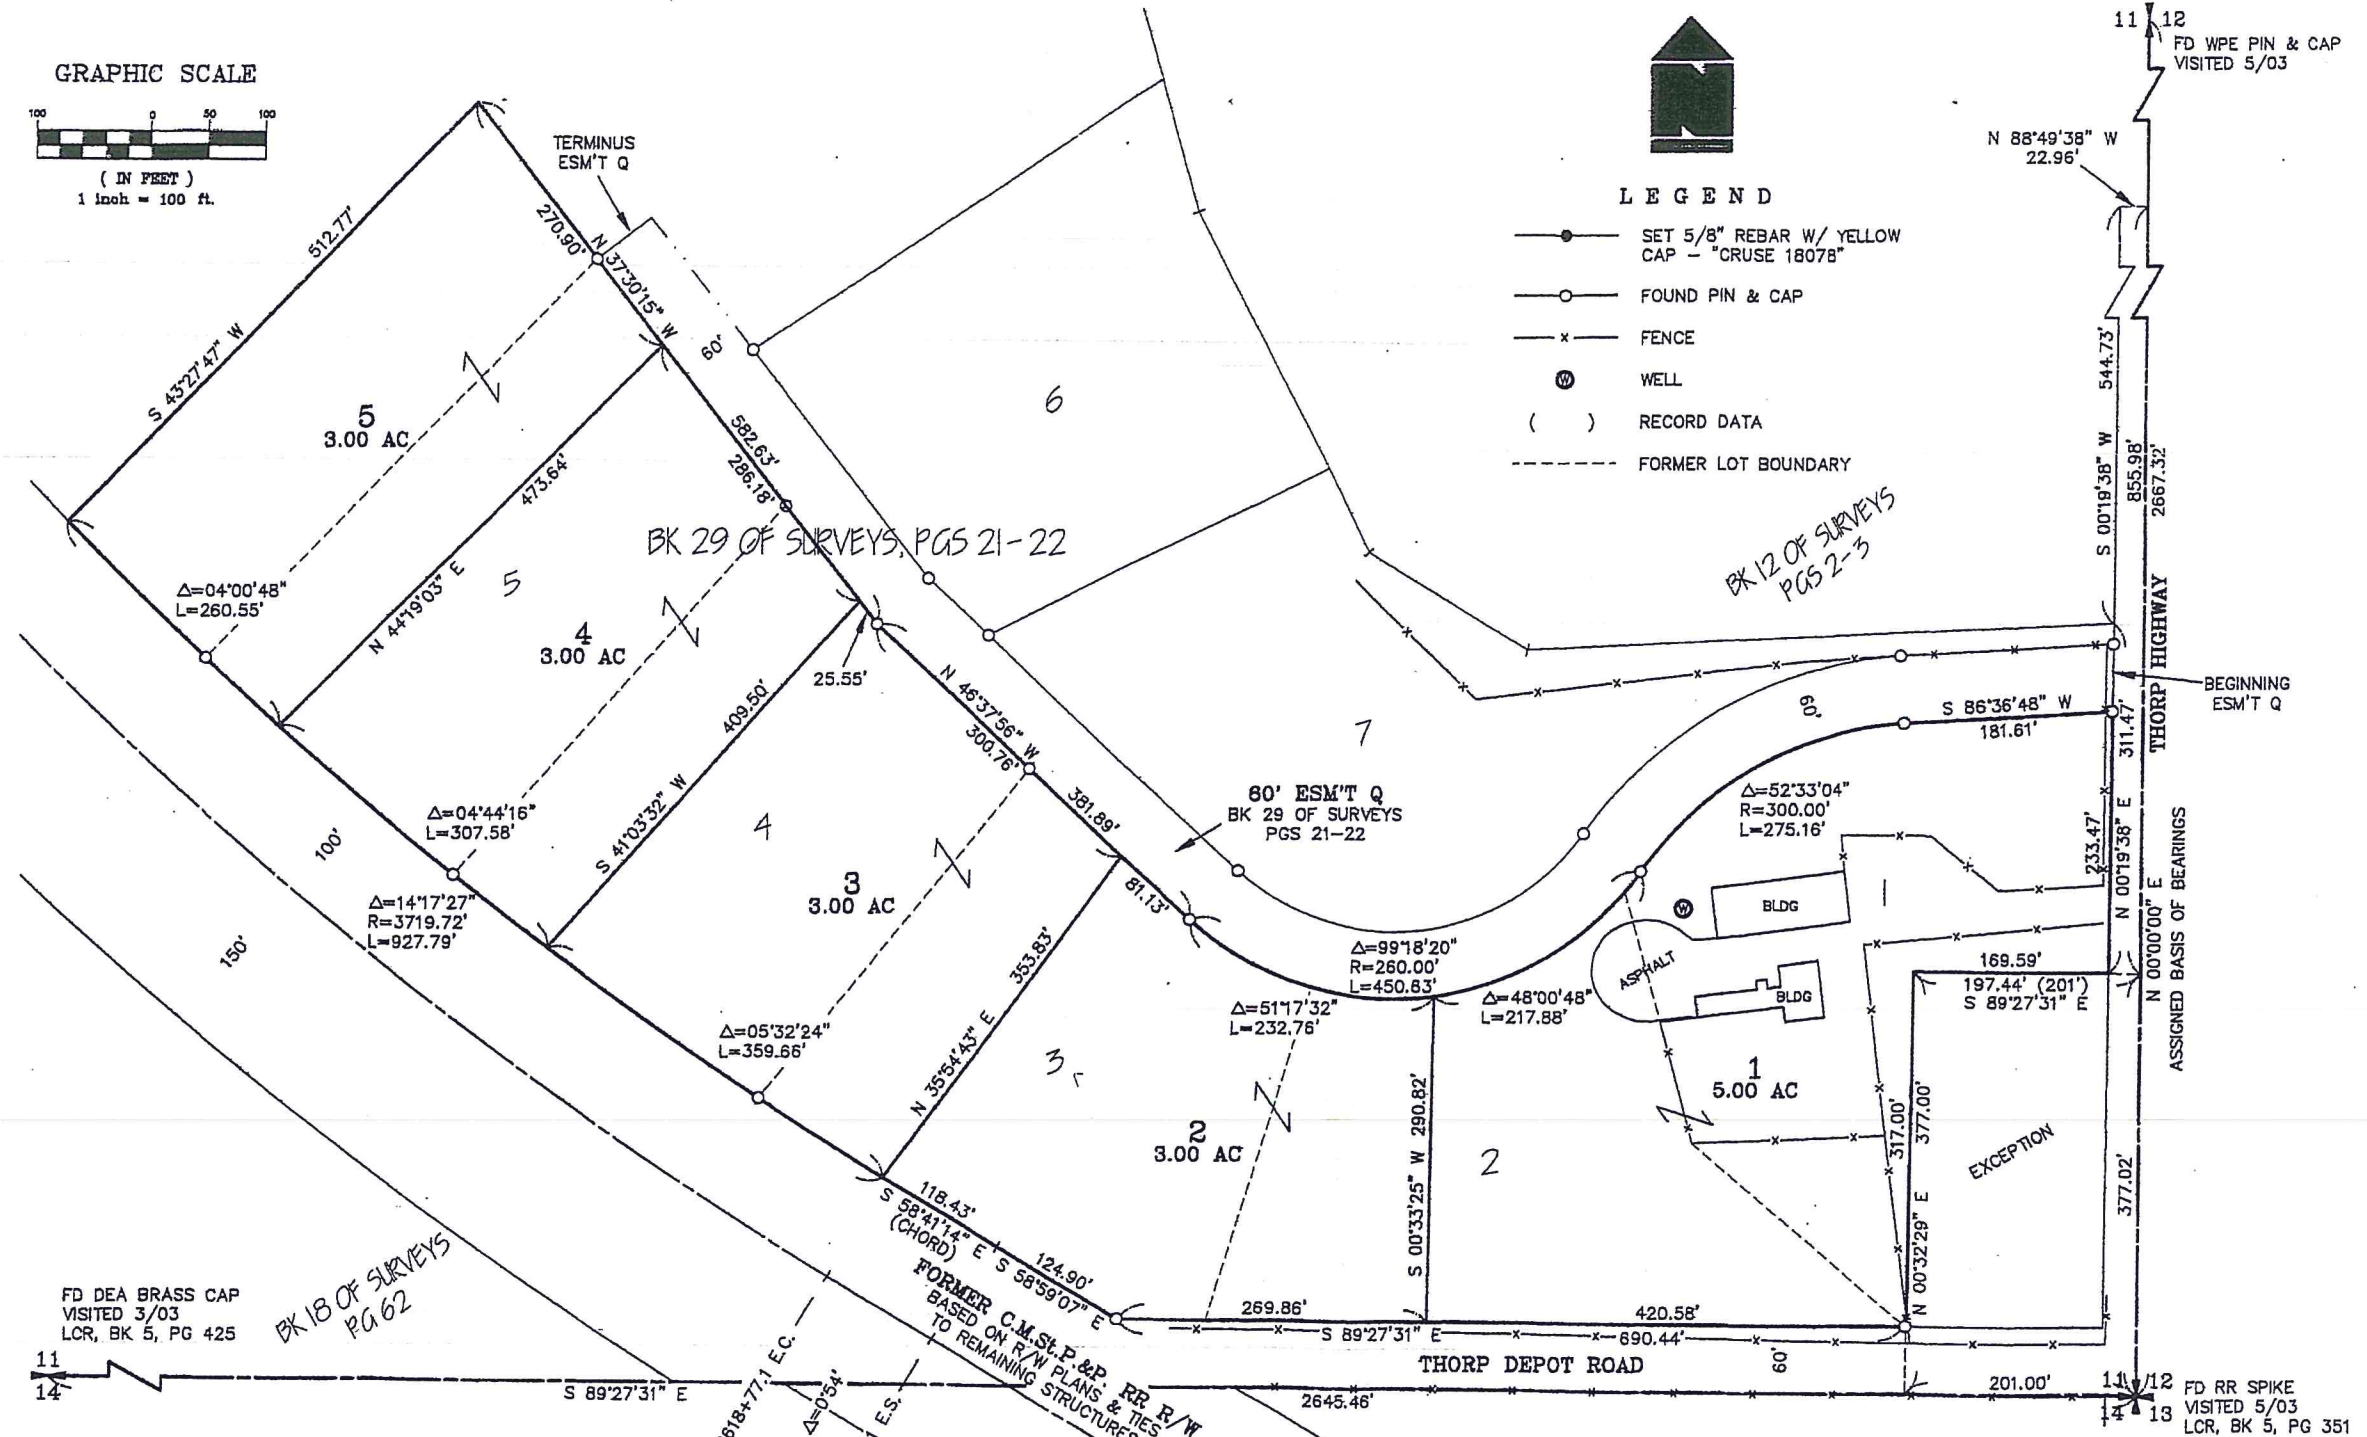 GRAPHIC SCALE
100 0 50 100
( IN FEET )
1 inch = 100 ft.
TERMINUS
ESM'T Q
512.77'
S 43°27'47" W
270.90'
N 37°30'15" W
60'
582.63'
286.18'
5
3.00 AC
473.64'
N 44°19'03" E
Δ=04°00'48"
L=260.55'
BK 29 OF SURVEYS, PGS 21-22
5
4
3.00 AC
25.55'
409.50'
S 41°03'32" W
Δ=04°44'16"
L=307.58'
100'
150'
Δ=14°17'27"
R=3719.72'
L=927.79'
N 46°37'56" W
300.76'
381.89'
81.13'
4
3
3.00 AC
Δ=05°32'24"
L=359.66'
353.83'
N 35°54'43" E
6
7
60' ESM'T Q
BK 29 OF SURVEYS
PGS 21-22
Δ=99°18'20"
R=260.00'
L=450.63'
Δ=51°17'32"
L=232.76'
Δ=48°00'48"
L=217.88'
3
2
3.00 AC
2
S 00°33'25" W 290.82'
118.43'
S 58°41'14" E
(CHORD)
124.90'
S 58°59'07" E
FORMER C.M.St.P.&P. RR R/W
BASED ON R/W PLANS & TIES
TO REMAINING STRUCTURES
BK 18 OF SURVEYS
PG 62
FD DEA BRASS CAP
VISITED 3/03
LCR, BK 5, PG 425
11
14
S 89°27'31" E
618+77.1 E.C.
Δ=0°54'
E.S.
269.86'
420.58'
S 89°27'31" E
690.44'
THORP DEPOT ROAD
60'
2645.46'
201.00'
11 12
14 13
FD RR SPIKE
VISITED 5/03
LCR, BK 5, PG 351
N
LEGEND
SET 5/8" REBAR W/ YELLOW
CAP - "CRUSE 18078"
FOUND PIN & CAP
x FENCE
W WELL
( ) RECORD DATA
FORMER LOT BOUNDARY
BK 12 OF SURVEYS
PGS 2-3
11 12
FD WPE PIN & CAP
VISITED 5/03
N 88°49'38" W
22.96'
544.73'
S 00°19'38" W
855.98'
2667.32'
THORP HIGHWAY
BEGINNING
ESM'T Q
60'
S 86°36'48" W
181.61'
311.47'
Δ=52°33'04"
R=300.00'
L=275.16'
233.47'
N 00°19'38" E
N 00°00'00" E
ASSIGNED BASIS OF BEARINGS
W
BLDG
ASPHALT
BLDG
169.59'
197.44' (201')
S 89°27'31" E
1
5.00 AC
317.00'
377.00'
N 00°32'29" E
EXCEPTION
377.02'